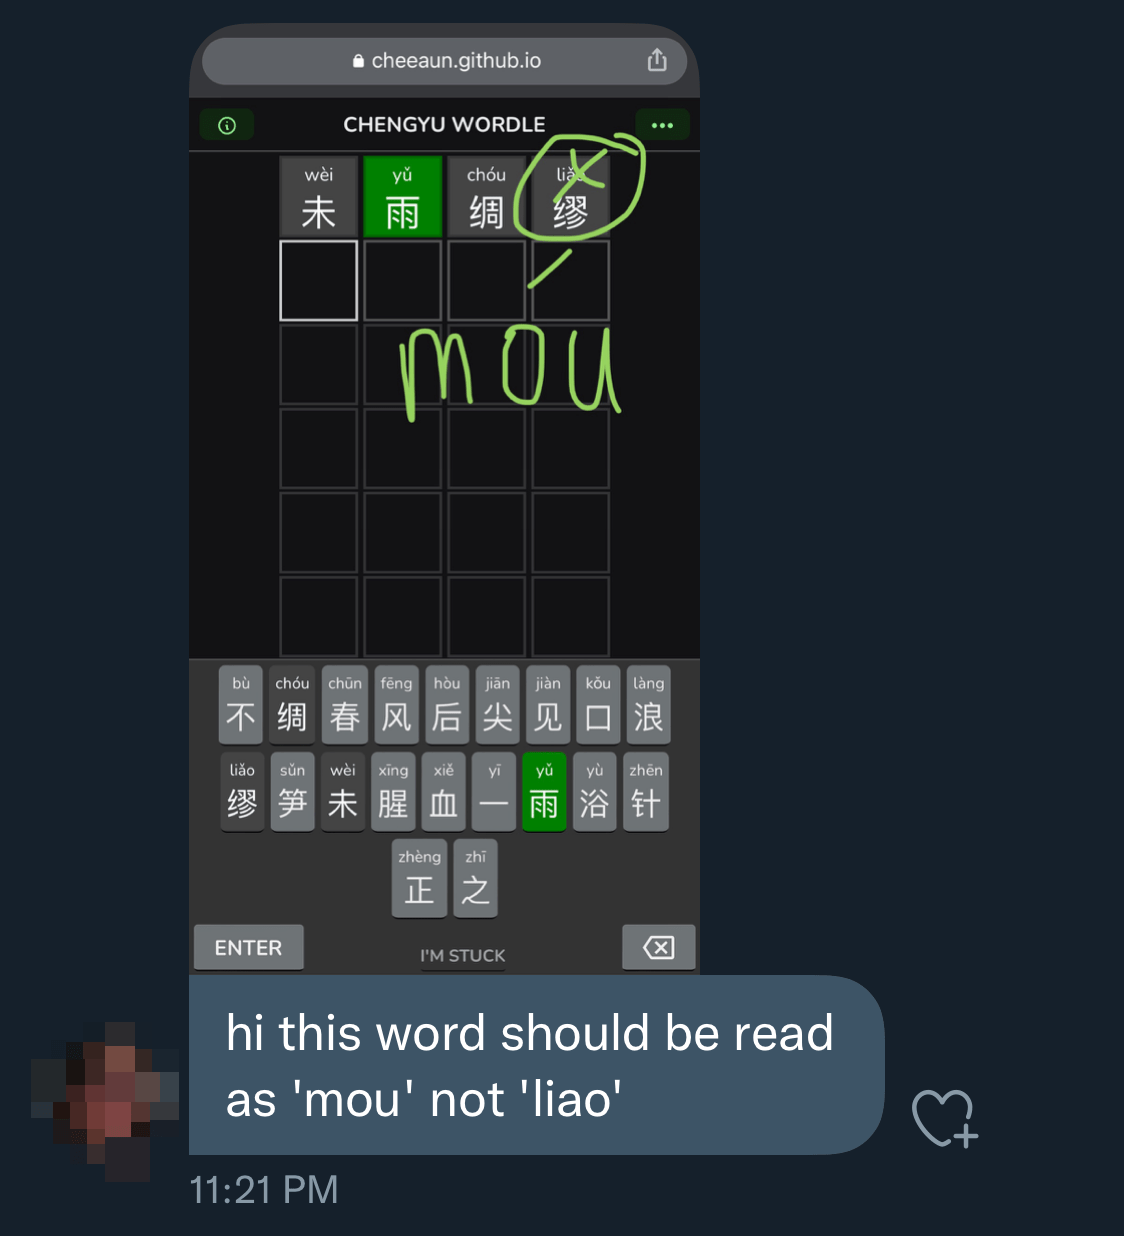 cheeaun.github.io
CHENGYU WORDLE
wèi yǔ chóu
未 雨 绸 缪
x
móu
bù chóu chūn fēng hòu jiān jiàn kǒu làng
不 绸 春 风 后 尖 见 口 浪
liǎo sǔn wèi xīng xiě yī yǔ yù zhēn
缪 笋 未 腥 血 一 雨 浴 针
zhèng zhī
正 之
ENTER I'M STUCK
hi this word should be read
as 'mou' not 'liao'
11:21 PM